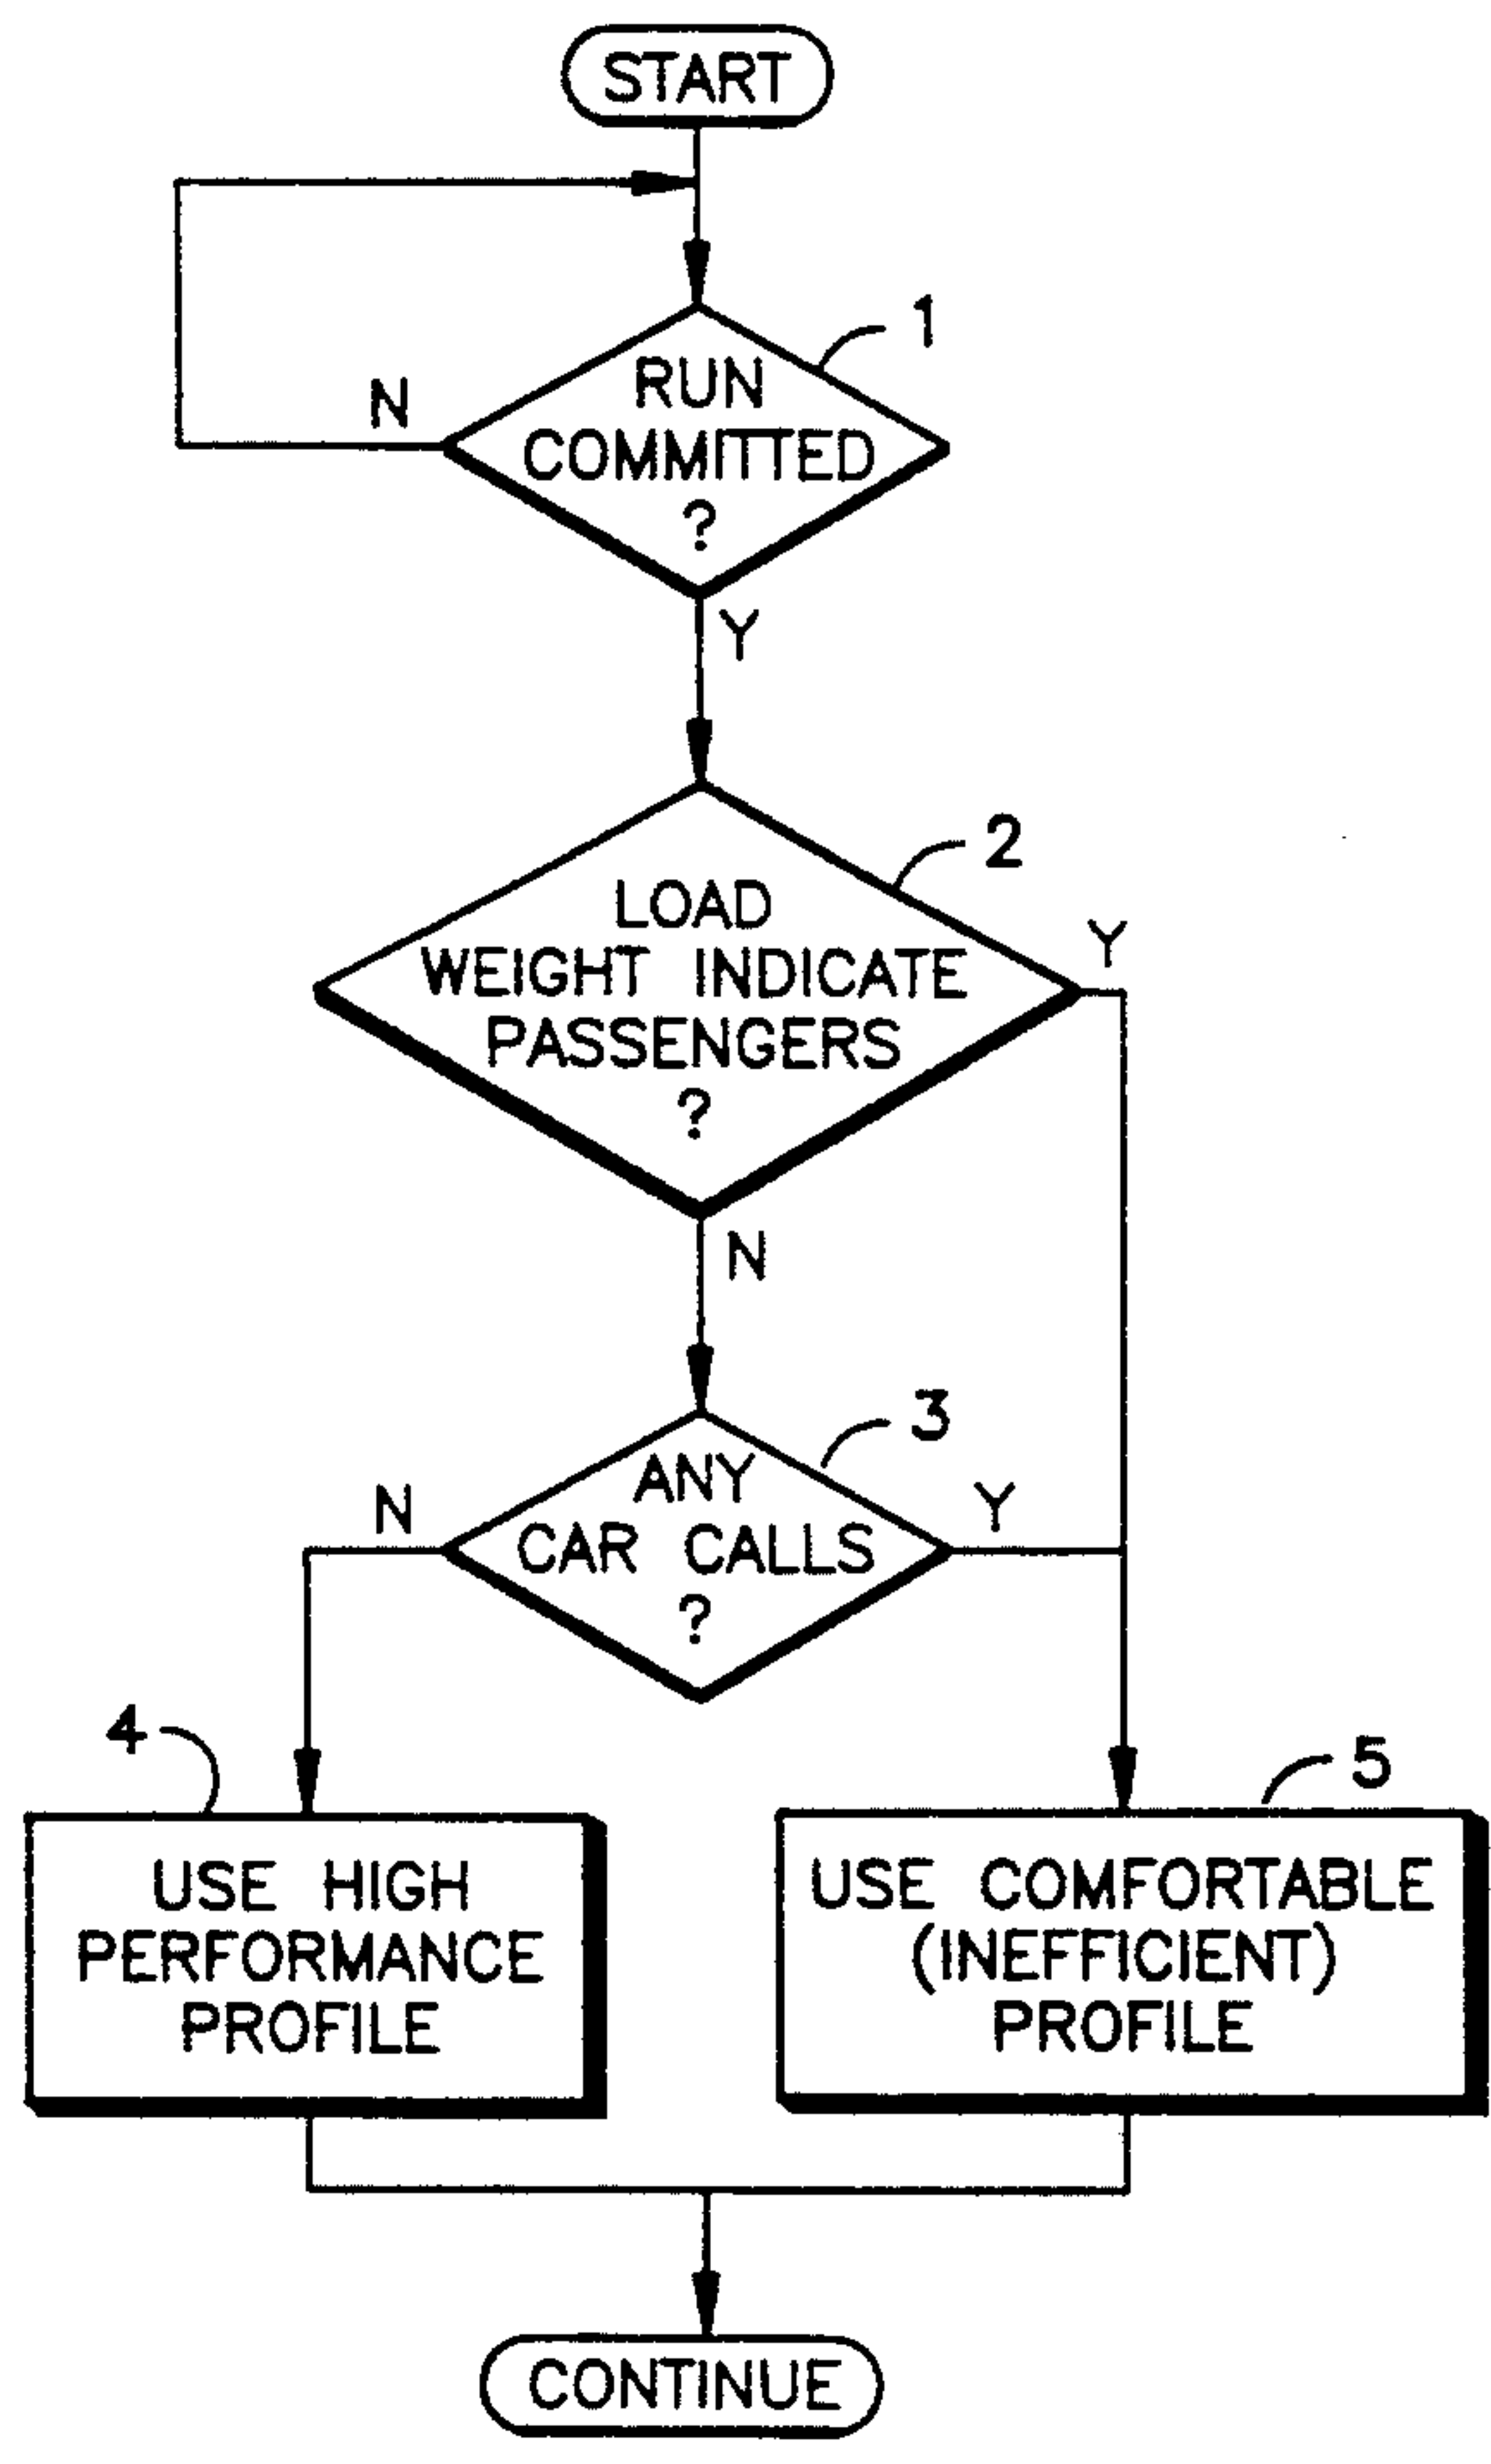 START
1
RUN
COMMITTED
?
N
Y
2
LOAD
WEIGHT INDICATE
PASSENGERS
?
Y
N
3
ANY
CAR CALLS
?
N
Y
4
USE HIGH
PERFORMANCE
PROFILE
5
USE COMFORTABLE
(INEFFICIENT)
PROFILE
CONTINUE